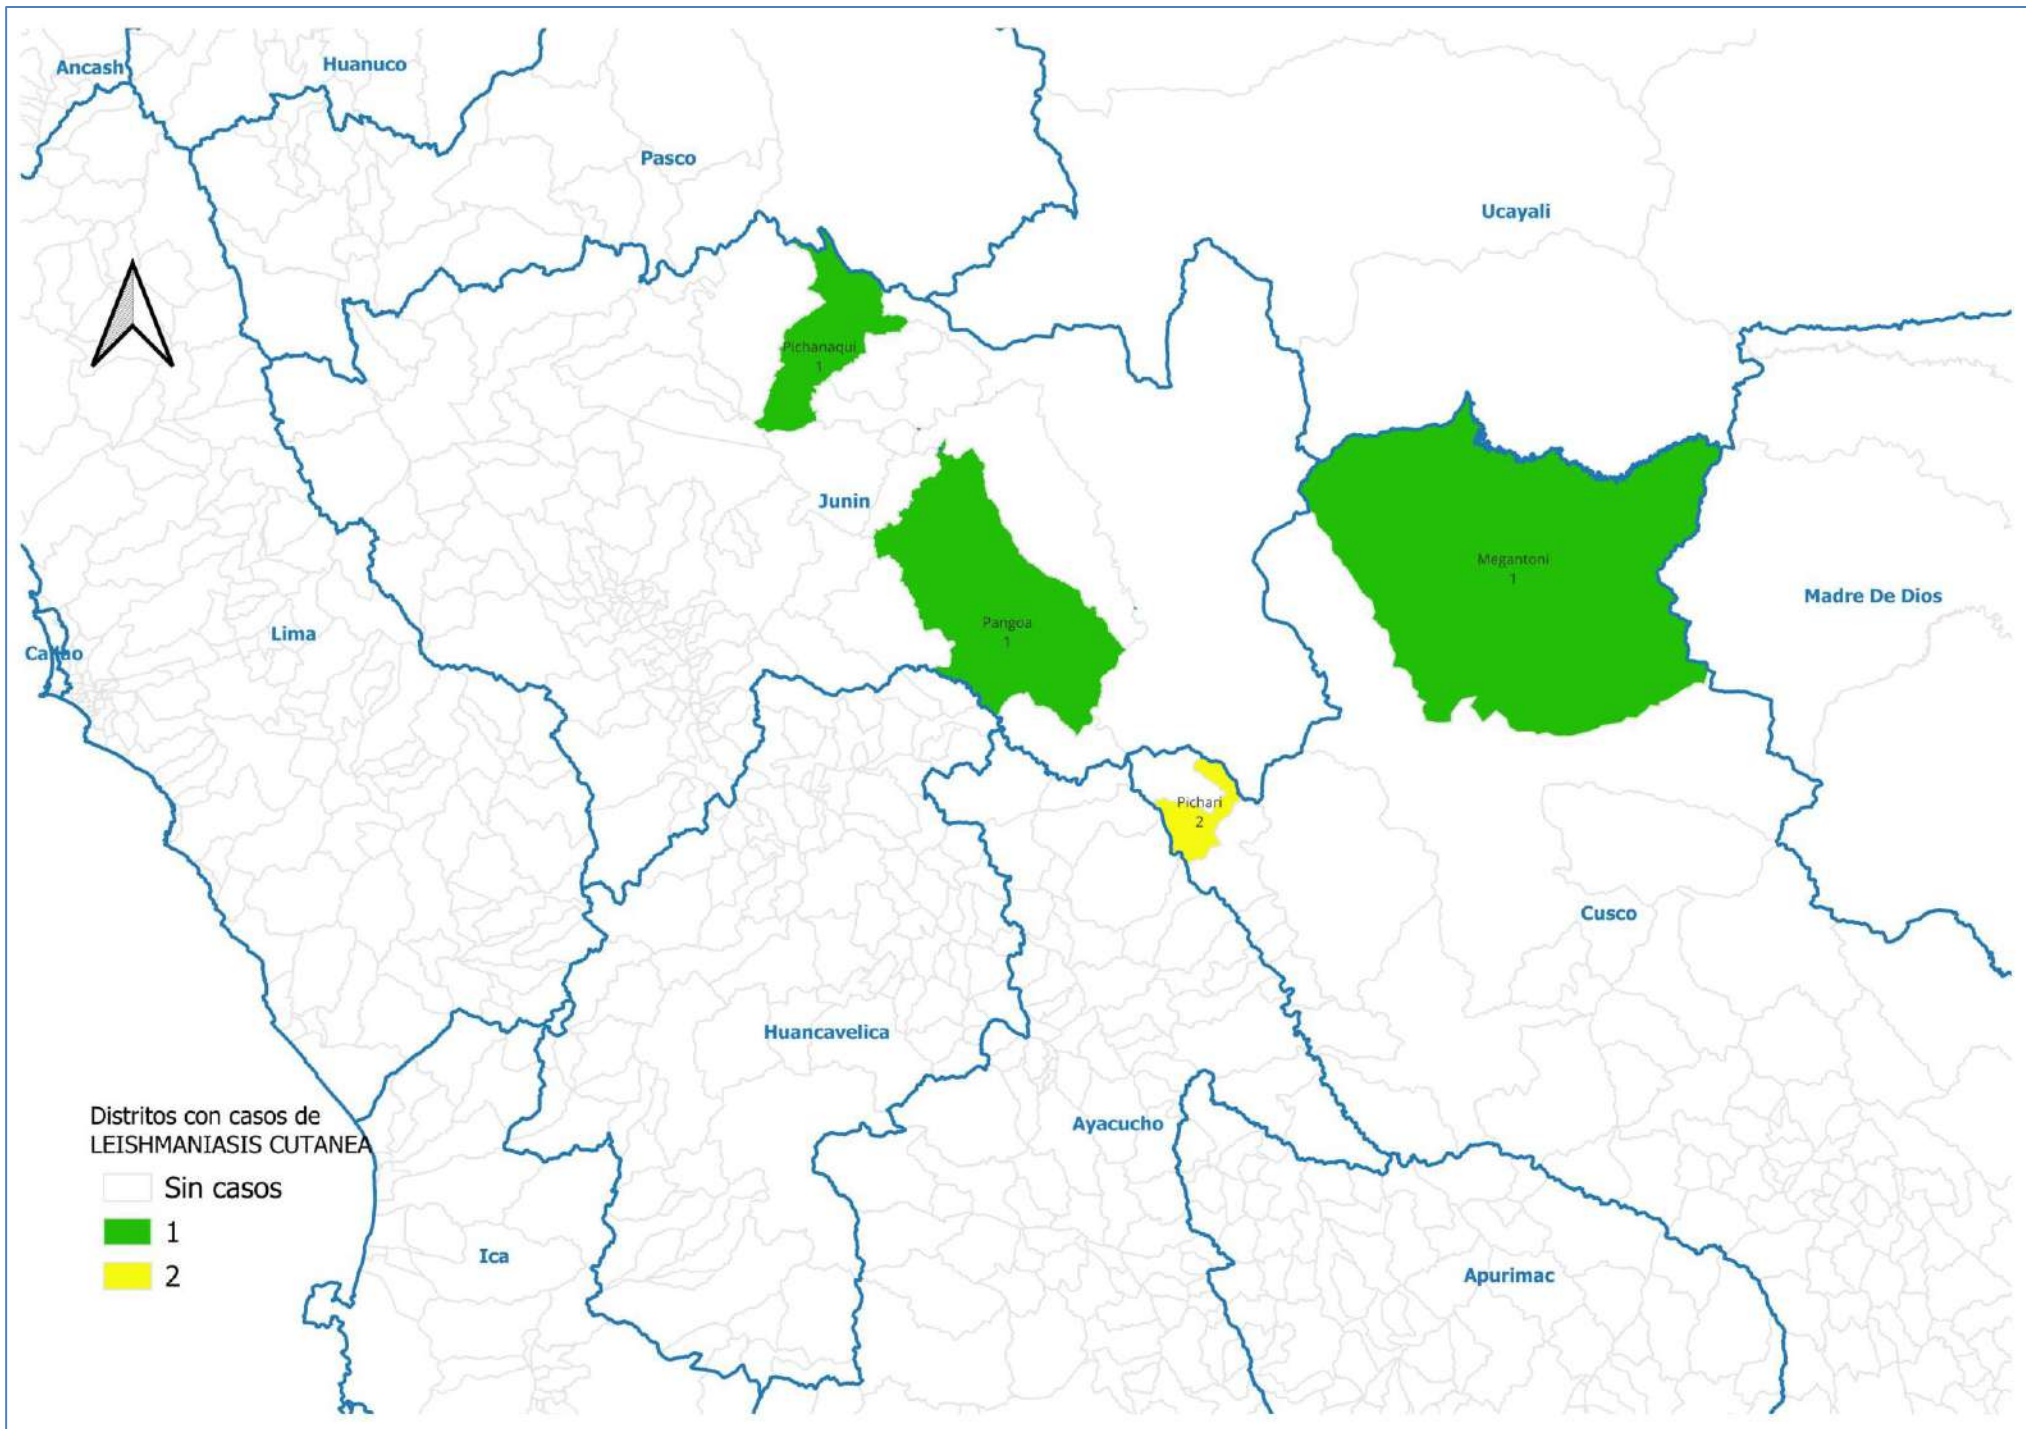 Ancash
Huanuco
Pasco
Ucayali
Pichanaqui
1
Junin
Megantoni
1
Madre De Dios
Pangoa
1
Lima
Callao
Pichari
2
Cusco
Huancavelica
Ayacucho
Distritos con casos de
LEISHMANIASIS CUTANEA
Sin casos
1
2
Ica
Apurimac